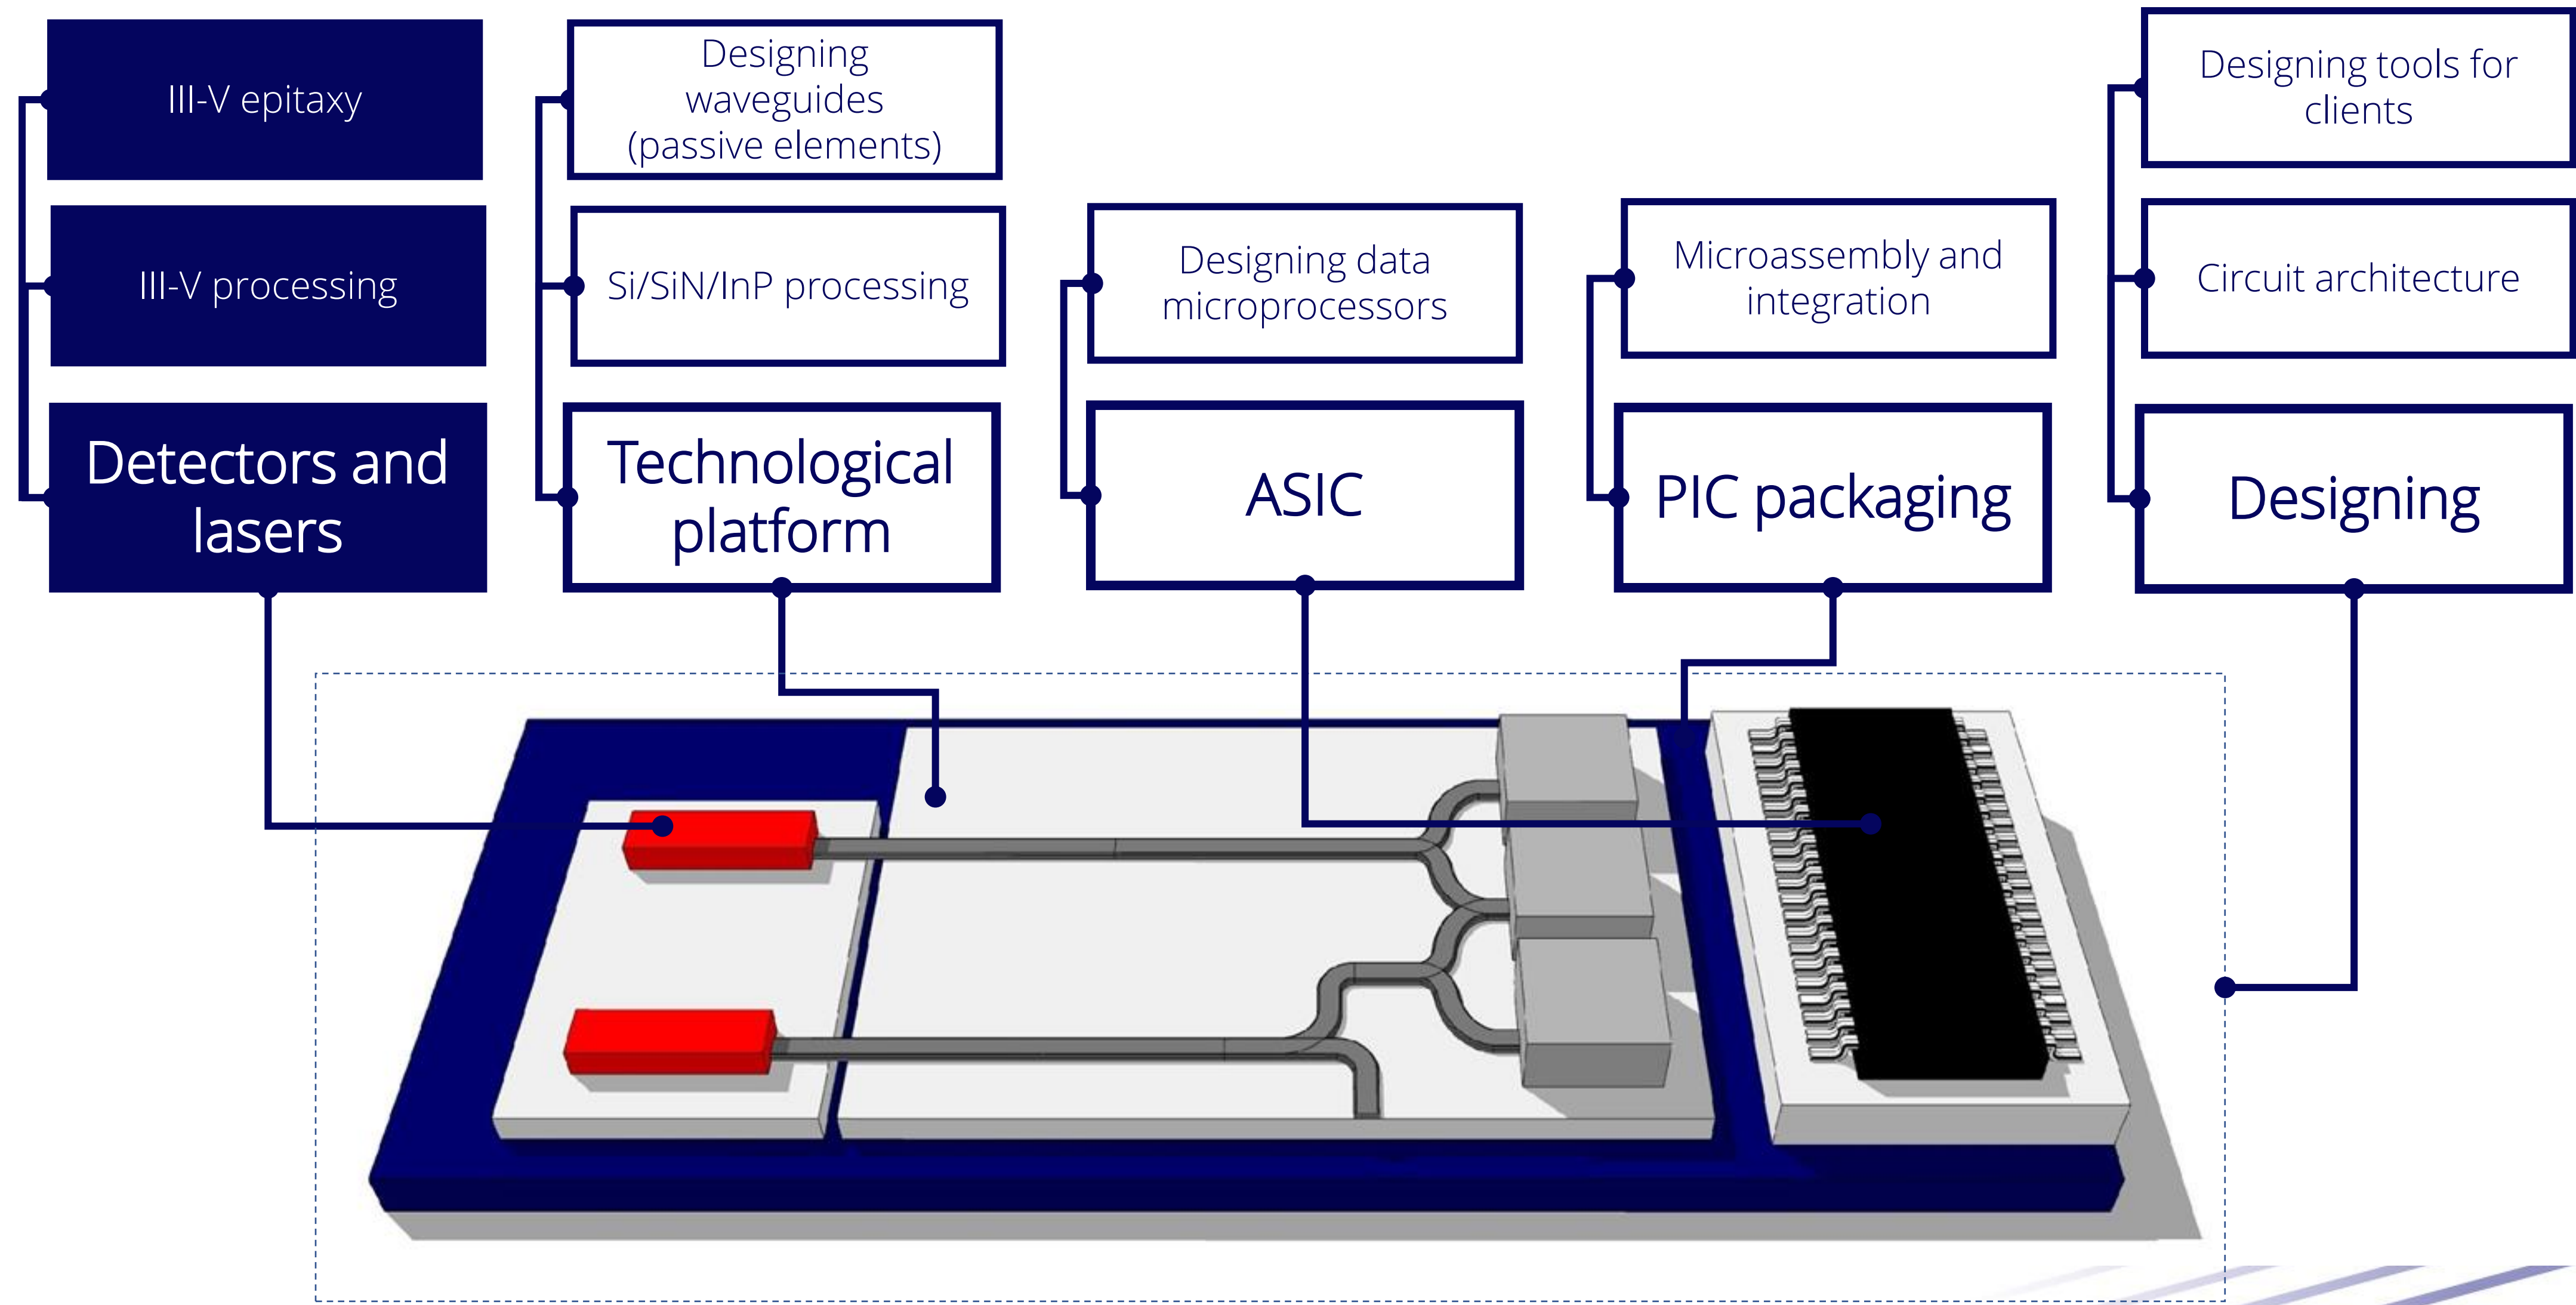 III-V epitaxy
III-V processing
Detectors and
lasers
Designing
waveguides
(passive elements)
Si/SiN/InP processing
Technological
platform
Designing data
microprocessors
ASIC
Microassembly and
integration
PIC packaging
Designing tools for
clients
Circuit architecture
Designing